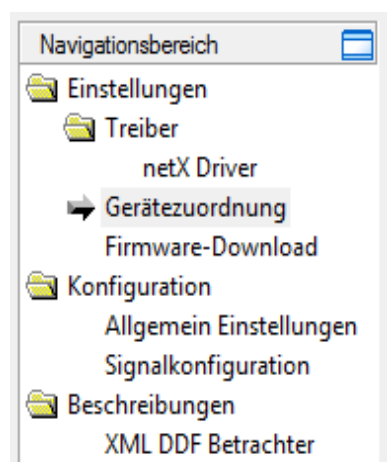 Navigationsbereich
Einstellungen
Treiber
netX Driver
Gerätezuordnung
Firmware-Download
Konfiguration
Allgemein Einstellungen
Signalkonfiguration
Beschreibungen
XML DDF Betrachter